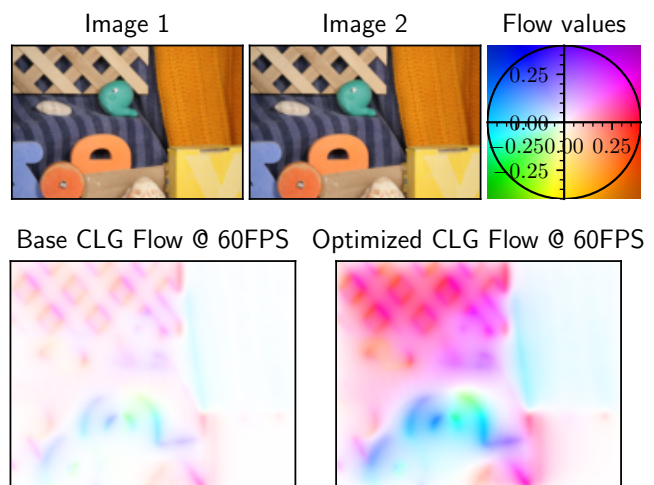 Image 1
Image 2
Flow values
0.25
0.00
−0.25
−0.25
0.00
0.25
Base CLG Flow @ 60FPS
Optimized CLG Flow @ 60FPS